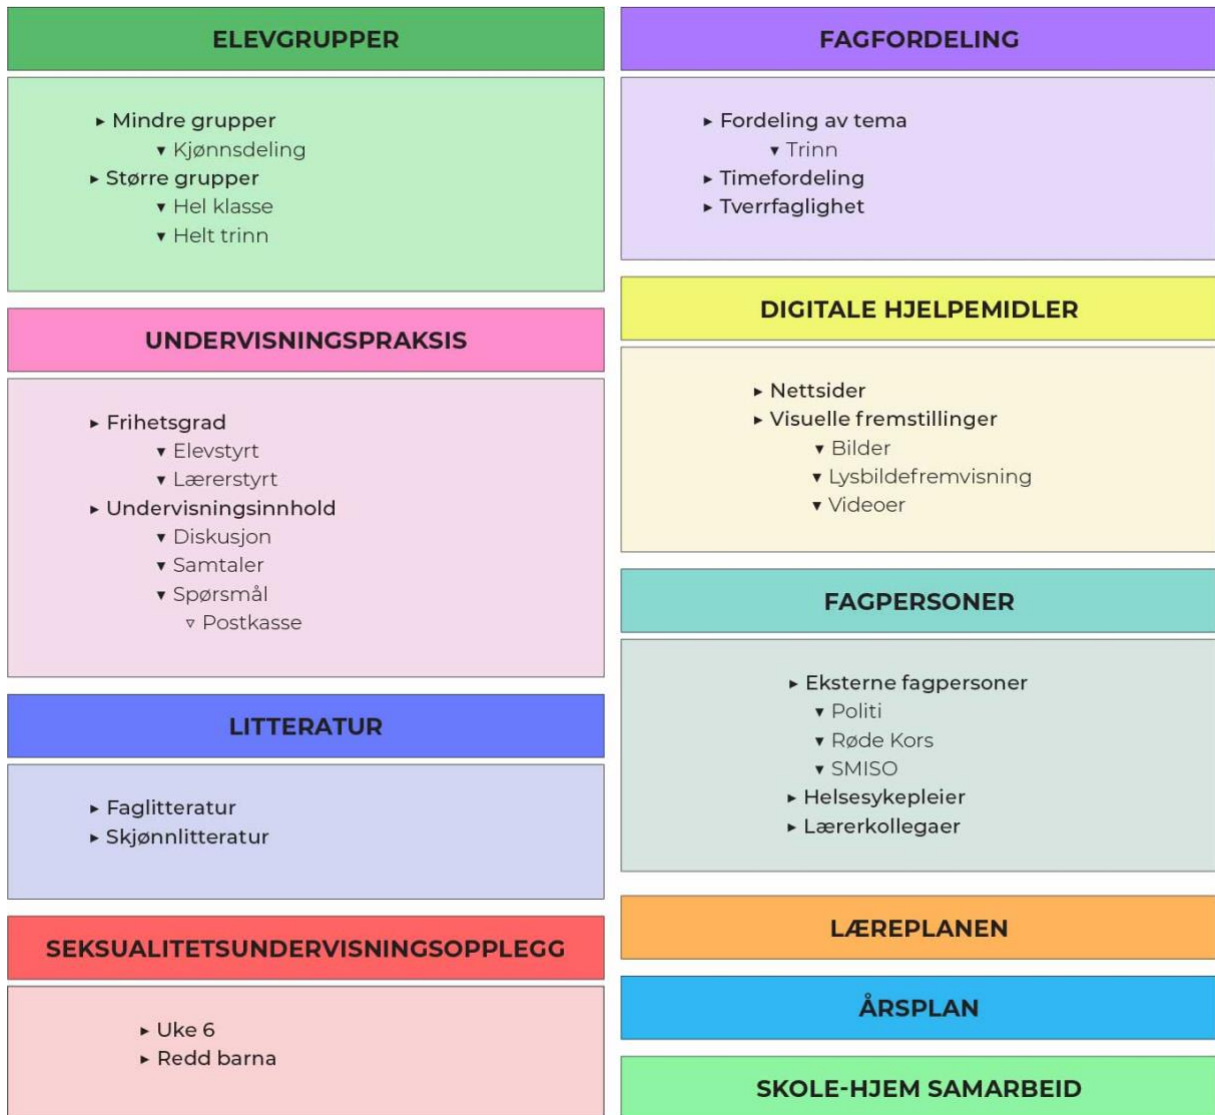 ELEVGRUPPER
▸ Mindre grupper
▾ Kjønnsdeling
▸ Større grupper
▾ Hel klasse
▾ Helt trinn
UNDERVISNINGSPRAKSIS
▸ Frihetsgrad
▾ Elevstyrt
▾ Lærerstyrt
▸ Undervisningsinnhold
▾ Diskusjon
▾ Samtaler
▾ Spørsmål
▿ Postkasse
LITTERATUR
▸ Faglitteratur
▸ Skjønnlitteratur
SEKSUALITETSUNDERVISNINGSOPPLEGG
▸ Uke 6
▸ Redd barna
FAGFORDELING
▸ Fordeling av tema
▾ Trinn
▸ Timefordeling
▸ Tverrfaglighet
DIGITALE HJELPEMIDLER
▸ Nettsider
▸ Visuelle fremstillinger
▾ Bilder
▾ Lysbildefremvisning
▾ Videoer
FAGPERSONER
▸ Eksterne fagpersoner
▾ Politi
▾ Røde Kors
▾ SMISO
▸ Helsesykepleier
▸ Lærerkollegaer
LÆREPLANEN
ÅRSPLAN
SKOLE-HJEM SAMARBEID